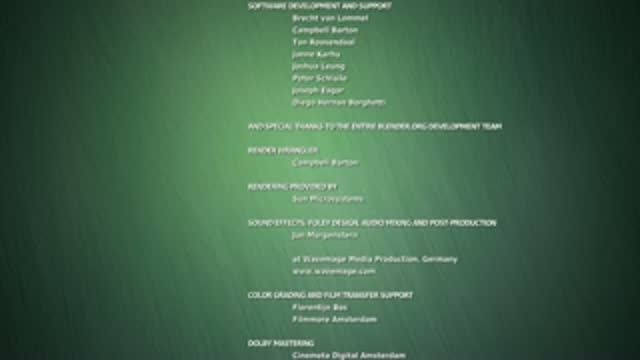 SOFTWARE DEVELOPMENT AND SUPPORT
Brecht van Lommel
Campbell Barton
Ton Roosendaal
Janne Karhu
Joshua Leung
Peter Schlaile
Joseph Eagar
Diego Hernan Borghetti
AND SPECIAL THANKS TO THE ENTIRE BLENDER.ORG DEVELOPMENT TEAM
RENDER WRANGLER
Campbell Barton
RENDERING PROVIDED BY
Sun Microsystems
SOUND EFFECTS, FOLEY DESIGN, AUDIO MIXING AND POST-PRODUCTION
Jan Morgenstern
at Wavemage Media Production, Germany
www.wavemage.com
COLOR GRADING AND FILM TRANSFER SUPPORT
Florentijn Bos
Filmmore Amsterdam
DOLBY MASTERING
Cinemeta Digital Amsterdam